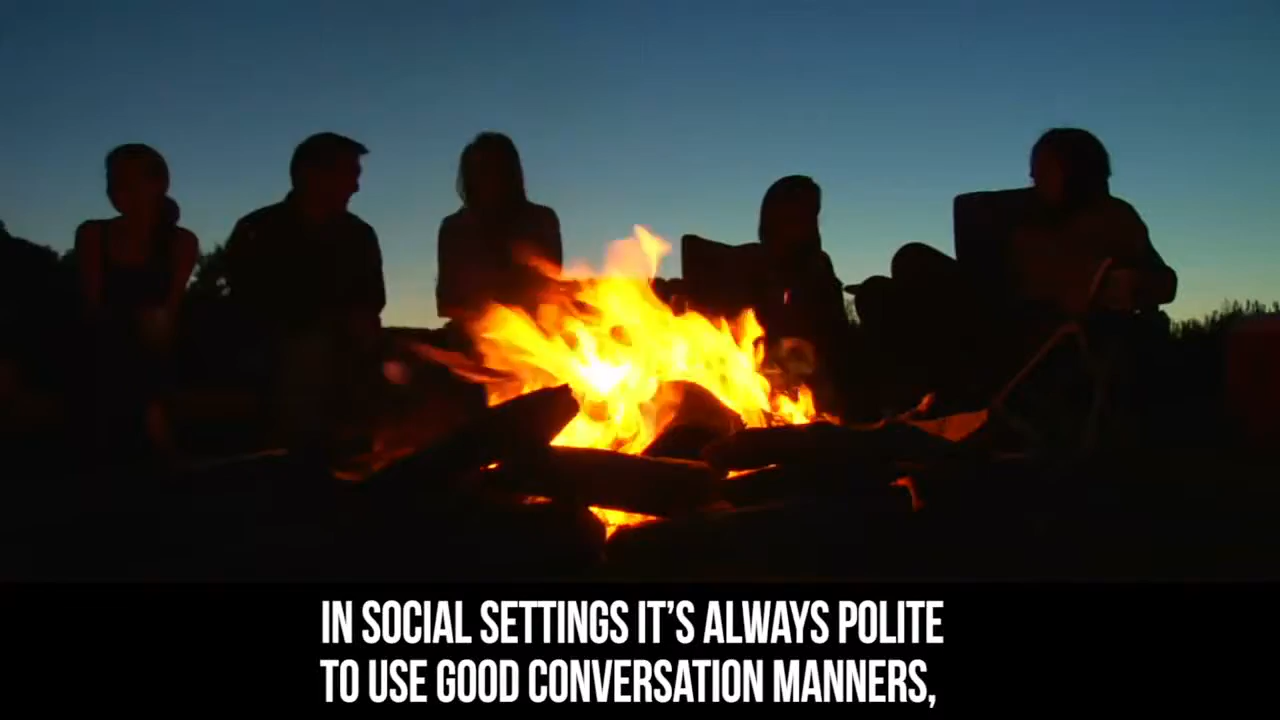 IN SOCIAL SETTINGS IT’S ALWAYS POLITE
TO USE GOOD CONVERSATION MANNERS,